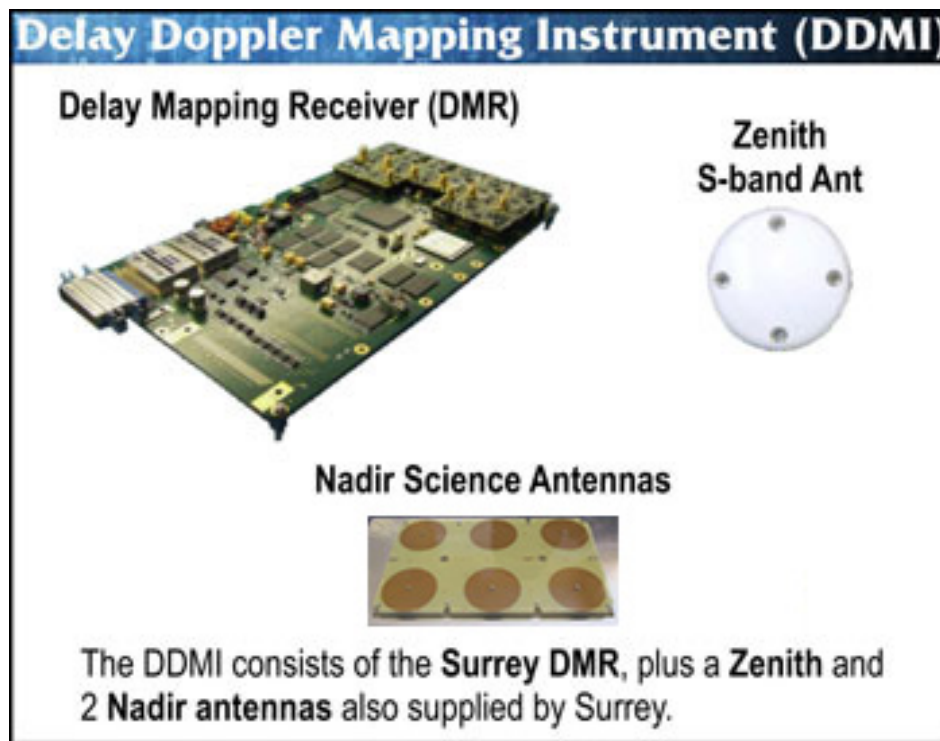 Delay Doppler Mapping Instrument (DDMI)
Delay Mapping Receiver (DMR)
Zenith
S-band Ant
Nadir Science Antennas
The DDMI consists of the Surrey DMR, plus a Zenith and
2 Nadir antennas also supplied by Surrey.